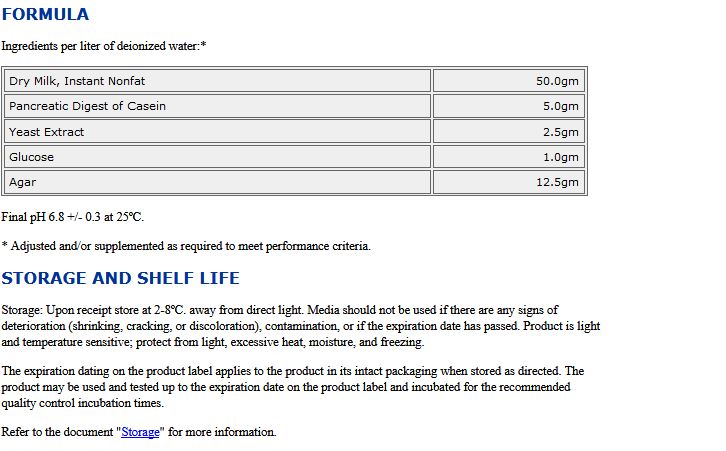 FORMULA
Ingredients per liter of deionized water:*
Dry Milk, Instant Nonfat 50.0gm
Pancreatic Digest of Casein 5.0gm
Yeast Extract 2.5gm
Glucose 1.0gm
Agar 12.5gm
Final pH 6.8 +/- 0.3 at 25ºC.
* Adjusted and/or supplemented as required to meet performance criteria.
STORAGE AND SHELF LIFE
Storage: Upon receipt store at 2-8ºC. away from direct light. Media should not be used if there are any signs of
deterioration (shrinking, cracking, or discoloration), contamination, or if the expiration date has passed. Product is light
and temperature sensitive; protect from light, excessive heat, moisture, and freezing.
The expiration dating on the product label applies to the product in its intact packaging when stored as directed. The
product may be used and tested up to the expiration date on the product label and incubated for the recommended
quality control incubation times.
Refer to the document "Storage" for more information.